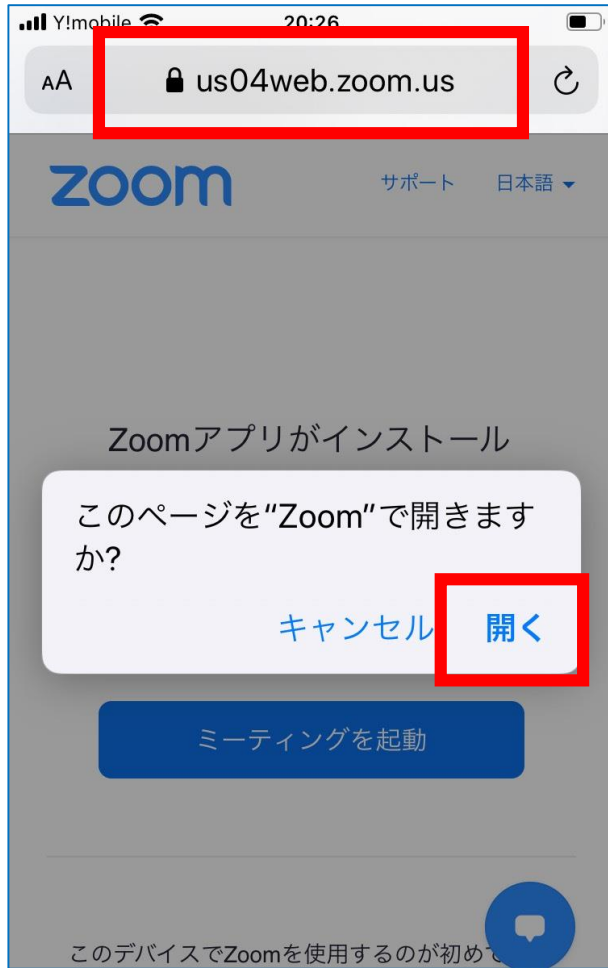 Y!mobile 20:26
AA us04web.zoom.us
zoom サポート 日本語
Zoomアプリがインストール
このページを"Zoom"で開きます
か?
キャンセル 開く
ミーティングを起動
このデバイスでZoomを使用するのが初めて